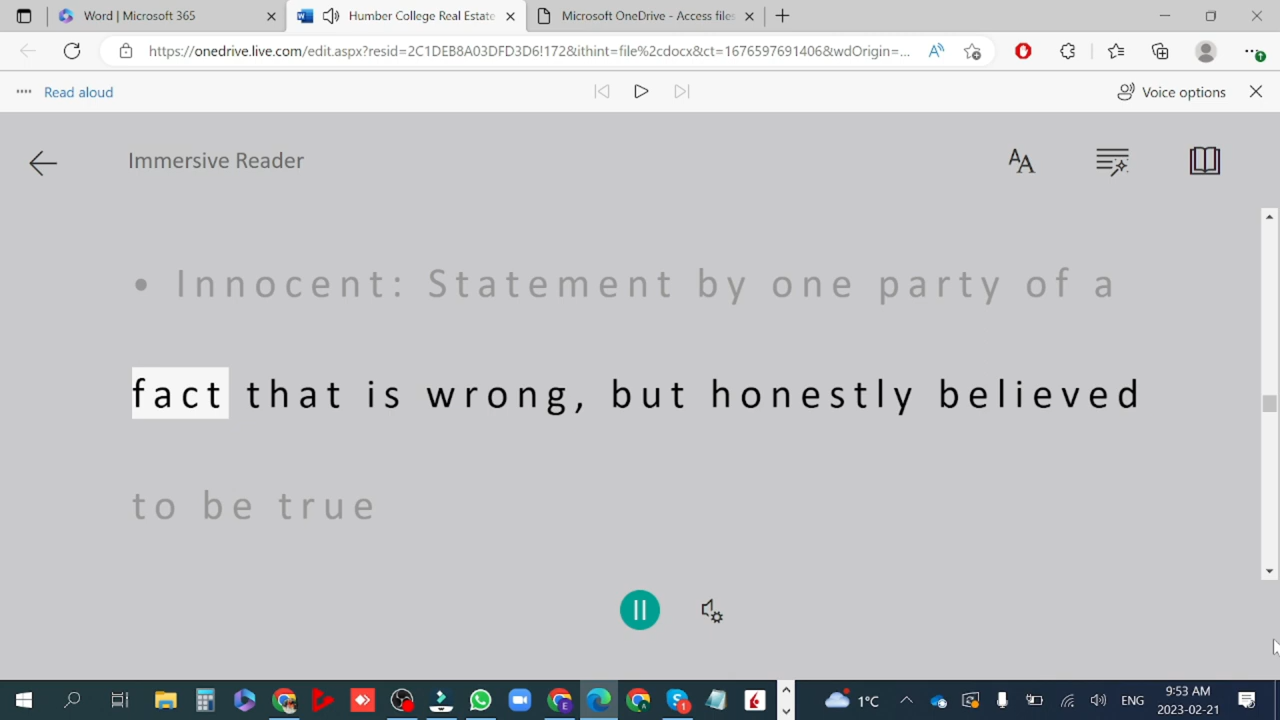 Word | Microsoft 365
Humber College Real Estate
Microsoft OneDrive - Access files
https://onedrive.live.com/edit.aspx?resid=2C1DEB8A03DFD3D6!172&ithint=file%2cdocx&ct=1676597691406&wdOrigin=...
Read aloud
Voice options
Immersive Reader
• Innocent: Statement by one party of a
fact that is wrong, but honestly believed
to be true
1°C
ENG
9:53 AM
2023-02-21